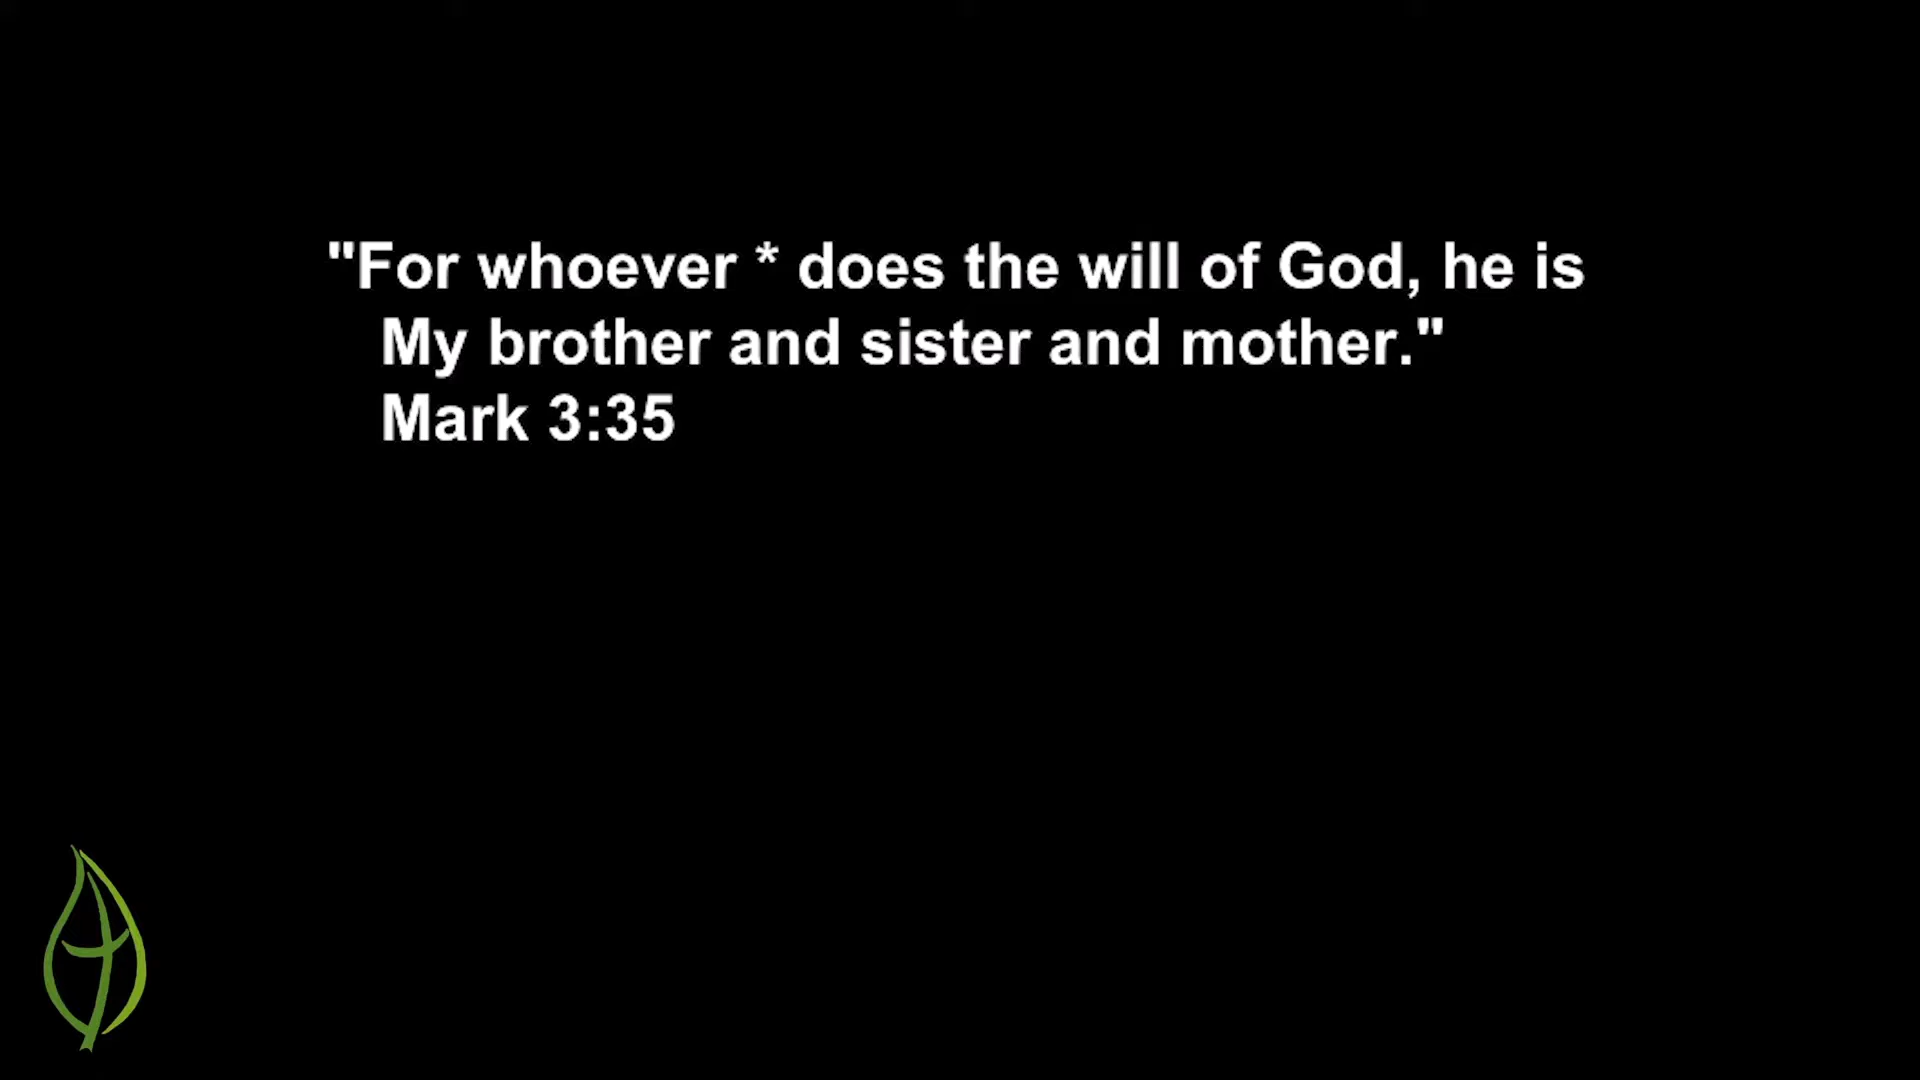 "For whoever * does the will of God, he is
My brother and sister and mother."
Mark 3:35